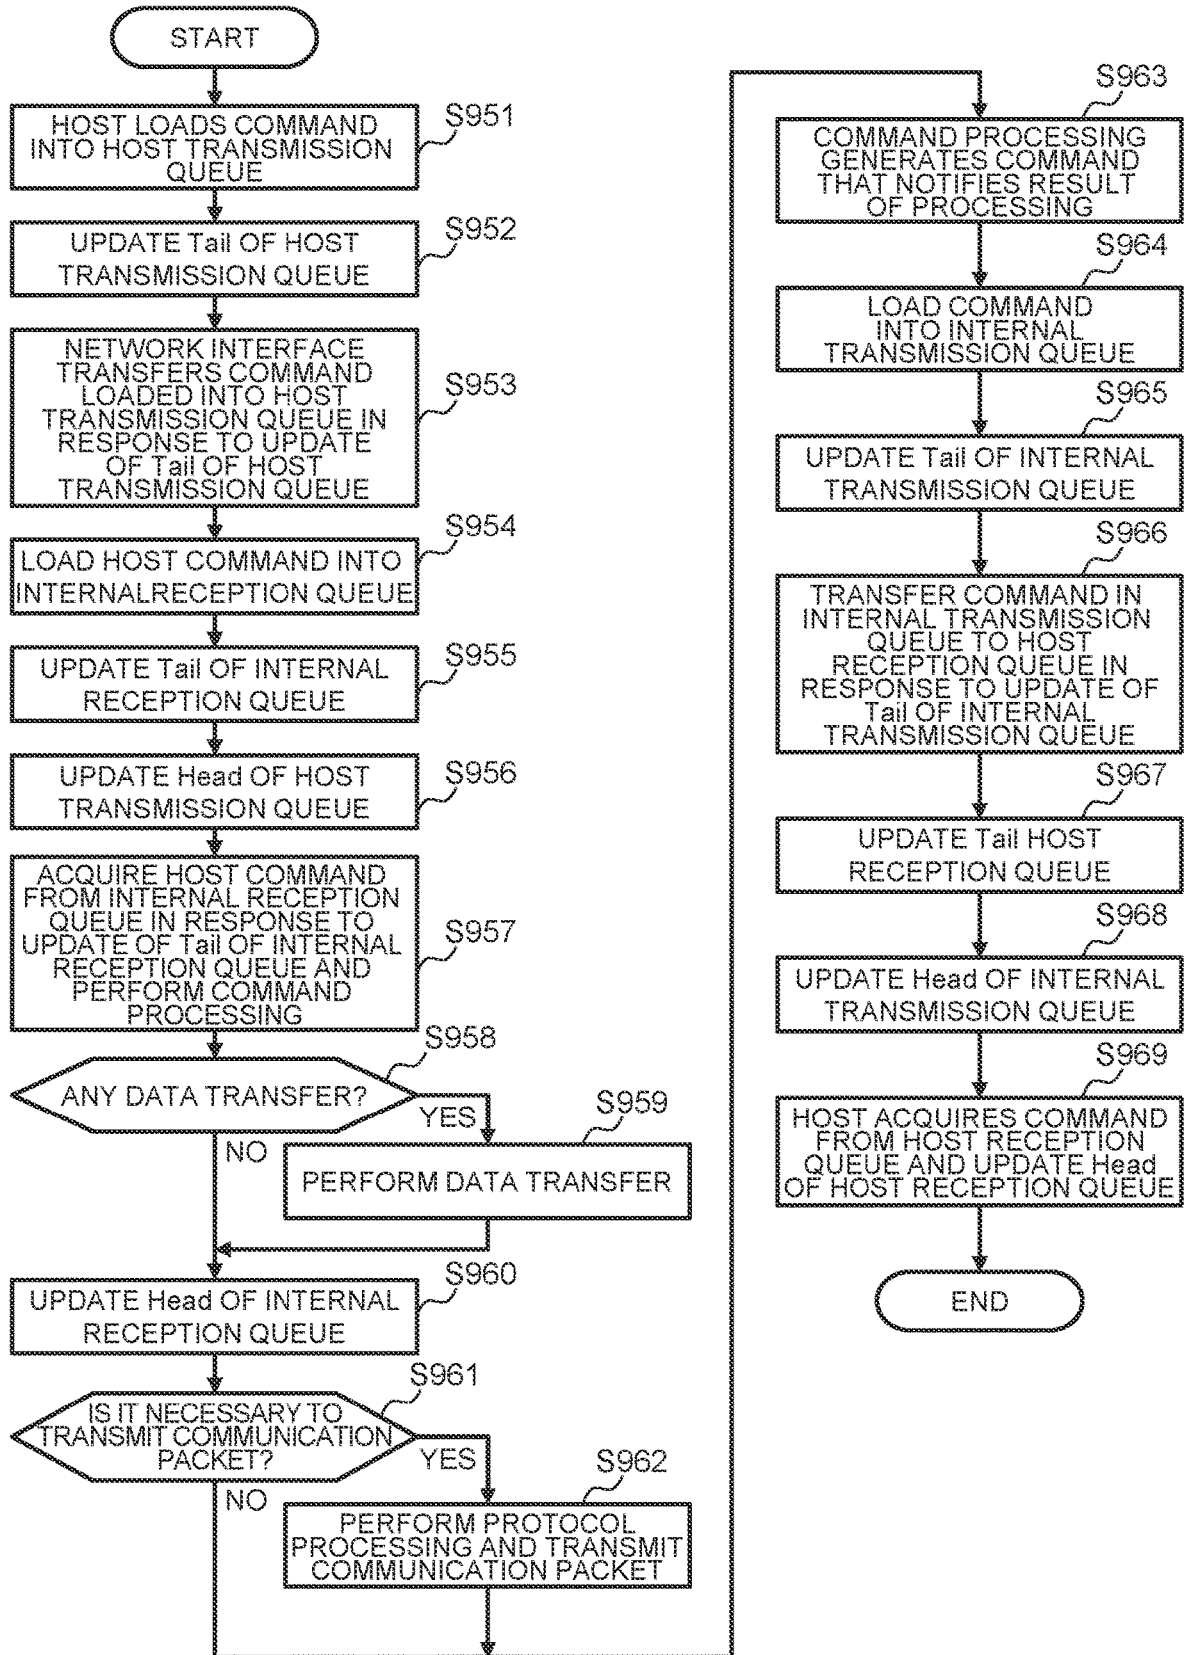 START
HOST LOADS COMMAND
INTO HOST TRANSMISSION
QUEUE
S951
UPDATE Tail OF HOST
TRANSMISSION QUEUE
S952
NETWORK INTERFACE
TRANSFERS COMMAND
LOADED INTO HOST
TRANSMISSION QUEUE IN
RESPONSE TO UPDATE
OF Tail OF HOST
TRANSMISSION QUEUE
S953
LOAD HOST COMMAND INTO
INTERNALRECEPTION QUEUE
S954
UPDATE Tail OF INTERNAL
RECEPTION QUEUE
S955
UPDATE Head OF HOST
TRANSMISSION QUEUE
S956
ACQUIRE HOST COMMAND
FROM INTERNAL RECEPTION
QUEUE IN RESPONSE TO
UPDATE OF Tail OF INTERNAL
RECEPTION QUEUE AND
PERFORM COMMAND
PROCESSING
S957
ANY DATA TRANSFER?
S958
YES
NO
PERFORM DATA TRANSFER
S959
UPDATE Head OF INTERNAL
RECEPTION QUEUE
S960
IS IT NECESSARY TO
TRANSMIT COMMUNICATION
PACKET?
S961
YES
NO
PERFORM PROTOCOL
PROCESSING AND TRANSMIT
COMMUNICATION PACKET
S962
COMMAND PROCESSING
GENERATES COMMAND
THAT NOTIFIES RESULT
OF PROCESSING
S963
LOAD COMMAND
INTO INTERNAL
TRANSMISSION QUEUE
S964
UPDATE Tail OF INTERNAL
TRANSMISSION QUEUE
S965
TRANSFER COMMAND IN
INTERNAL TRANSMISSION
QUEUE TO HOST
RECEPTION QUEUE IN
RESPONSE TO UPDATE OF
Tail OF INTERNAL
TRANSMISSION QUEUE
S966
UPDATE Tail HOST
RECEPTION QUEUE
S967
UPDATE Head OF INTERNAL
TRANSMISSION QUEUE
S968
HOST ACQUIRES COMMAND
FROM HOST RECEPTION
QUEUE AND UPDATE Head
OF HOST RECEPTION QUEUE
S969
END